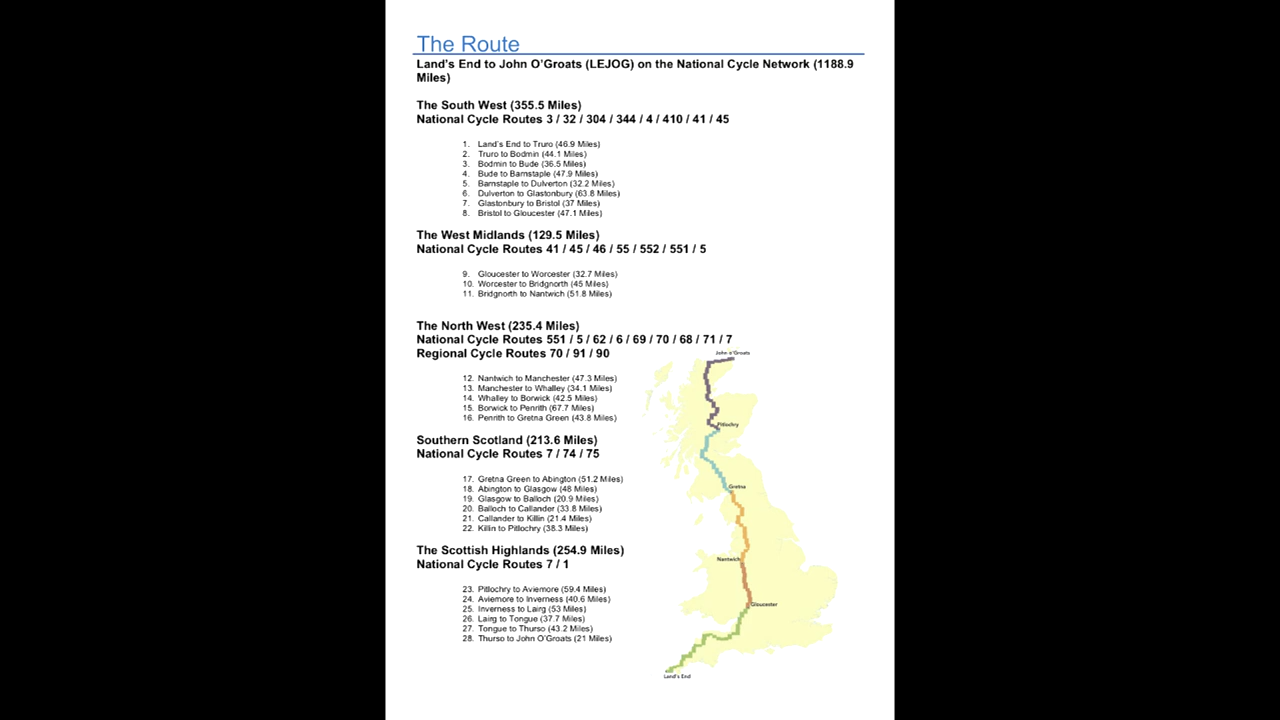 The Route
Land's End to John O'Groats (LEJOG) on the National Cycle Network (1188.9
Miles)
The South West (355.5 Miles)
National Cycle Routes 3 / 32 / 304 / 344 / 4 / 410 / 41 / 45
1. Land's End to Truro (46.9 Miles)
2. Truro to Bodmin (44.1 Miles)
3. Bodmin to Bude (36.5 Miles)
4. Bude to Barnstaple (47.9 Miles)
5. Barnstaple to Dulverton (32.2 Miles)
6. Dulverton to Glastonbury (63.8 Miles)
7. Glastonbury to Bristol (37 Miles)
8. Bristol to Gloucester (47.1 Miles)
The West Midlands (129.5 Miles)
National Cycle Routes 41 / 45 / 46 / 55 / 552 / 551 / 5
9. Gloucester to Worcester (32.7 Miles)
10. Worcester to Bridgnorth (45 Miles)
11. Bridgnorth to Nantwich (51.8 Miles)
The North West (235.4 Miles)
National Cycle Routes 551 / 5 / 62 / 6 / 69 / 70 / 68 / 71 / 7
Regional Cycle Routes 70 / 91 / 90
12. Nantwich to Manchester (47.3 Miles)
13. Manchester to Whalley (34.1 Miles)
14. Whalley to Borwick (42.5 Miles)
15. Borwick to Penrith (67.7 Miles)
16. Penrith to Gretna Green (43.8 Miles)
Southern Scotland (213.6 Miles)
National Cycle Routes 7 / 74 / 75
17. Gretna Green to Abington (51.2 Miles)
18. Abington to Glasgow (48 Miles)
19. Glasgow to Balloch (20.9 Miles)
20. Balloch to Callander (33.8 Miles)
21. Callander to Killin (21.4 Miles)
22. Killin to Pitlochry (38.3 Miles)
The Scottish Highlands (254.9 Miles)
National Cycle Routes 7 / 1
23. Pitlochry to Aviemore (59.4 Miles)
24. Aviemore to Inverness (40.6 Miles)
25. Inverness to Lairg (53 Miles)
26. Lairg to Tongue (37.7 Miles)
27. Tongue to Thurso (43.2 Miles)
28. Thurso to John O'Groats (21 Miles)
John o'Groats
Pitlochry
Gretna
Nantwich
Gloucester
Land's End